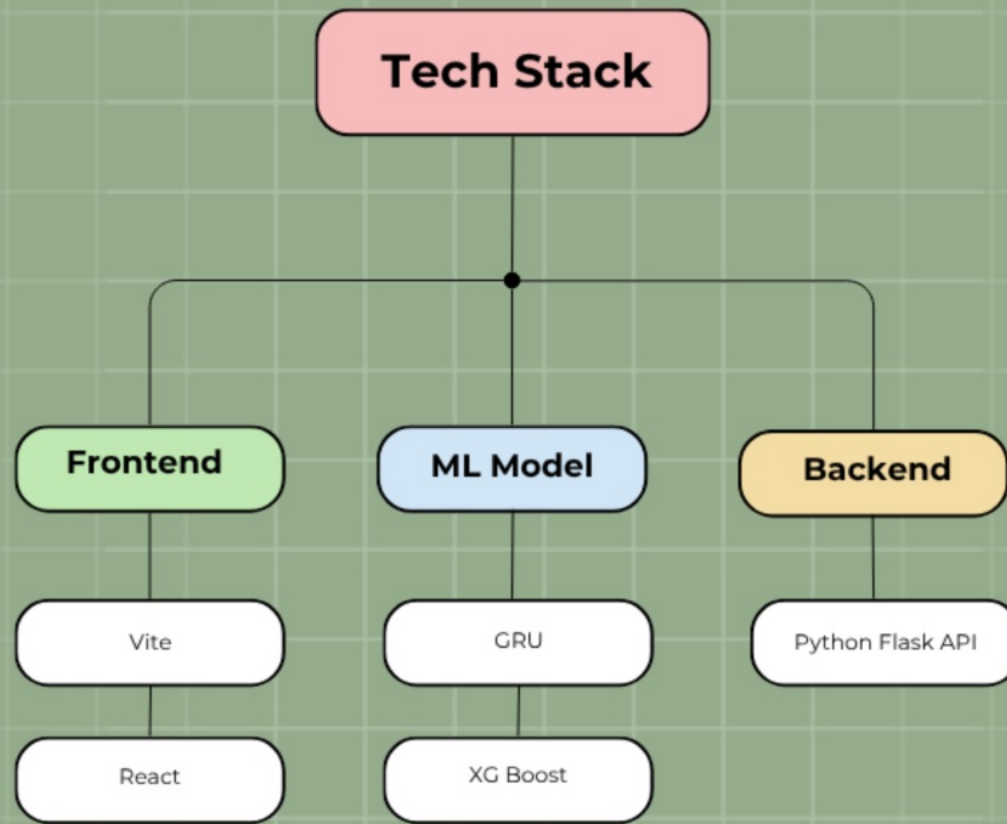 Tech Stack
Frontend
ML Model
Backend
Vite
GRU
Python Flask API
React
XG Boost